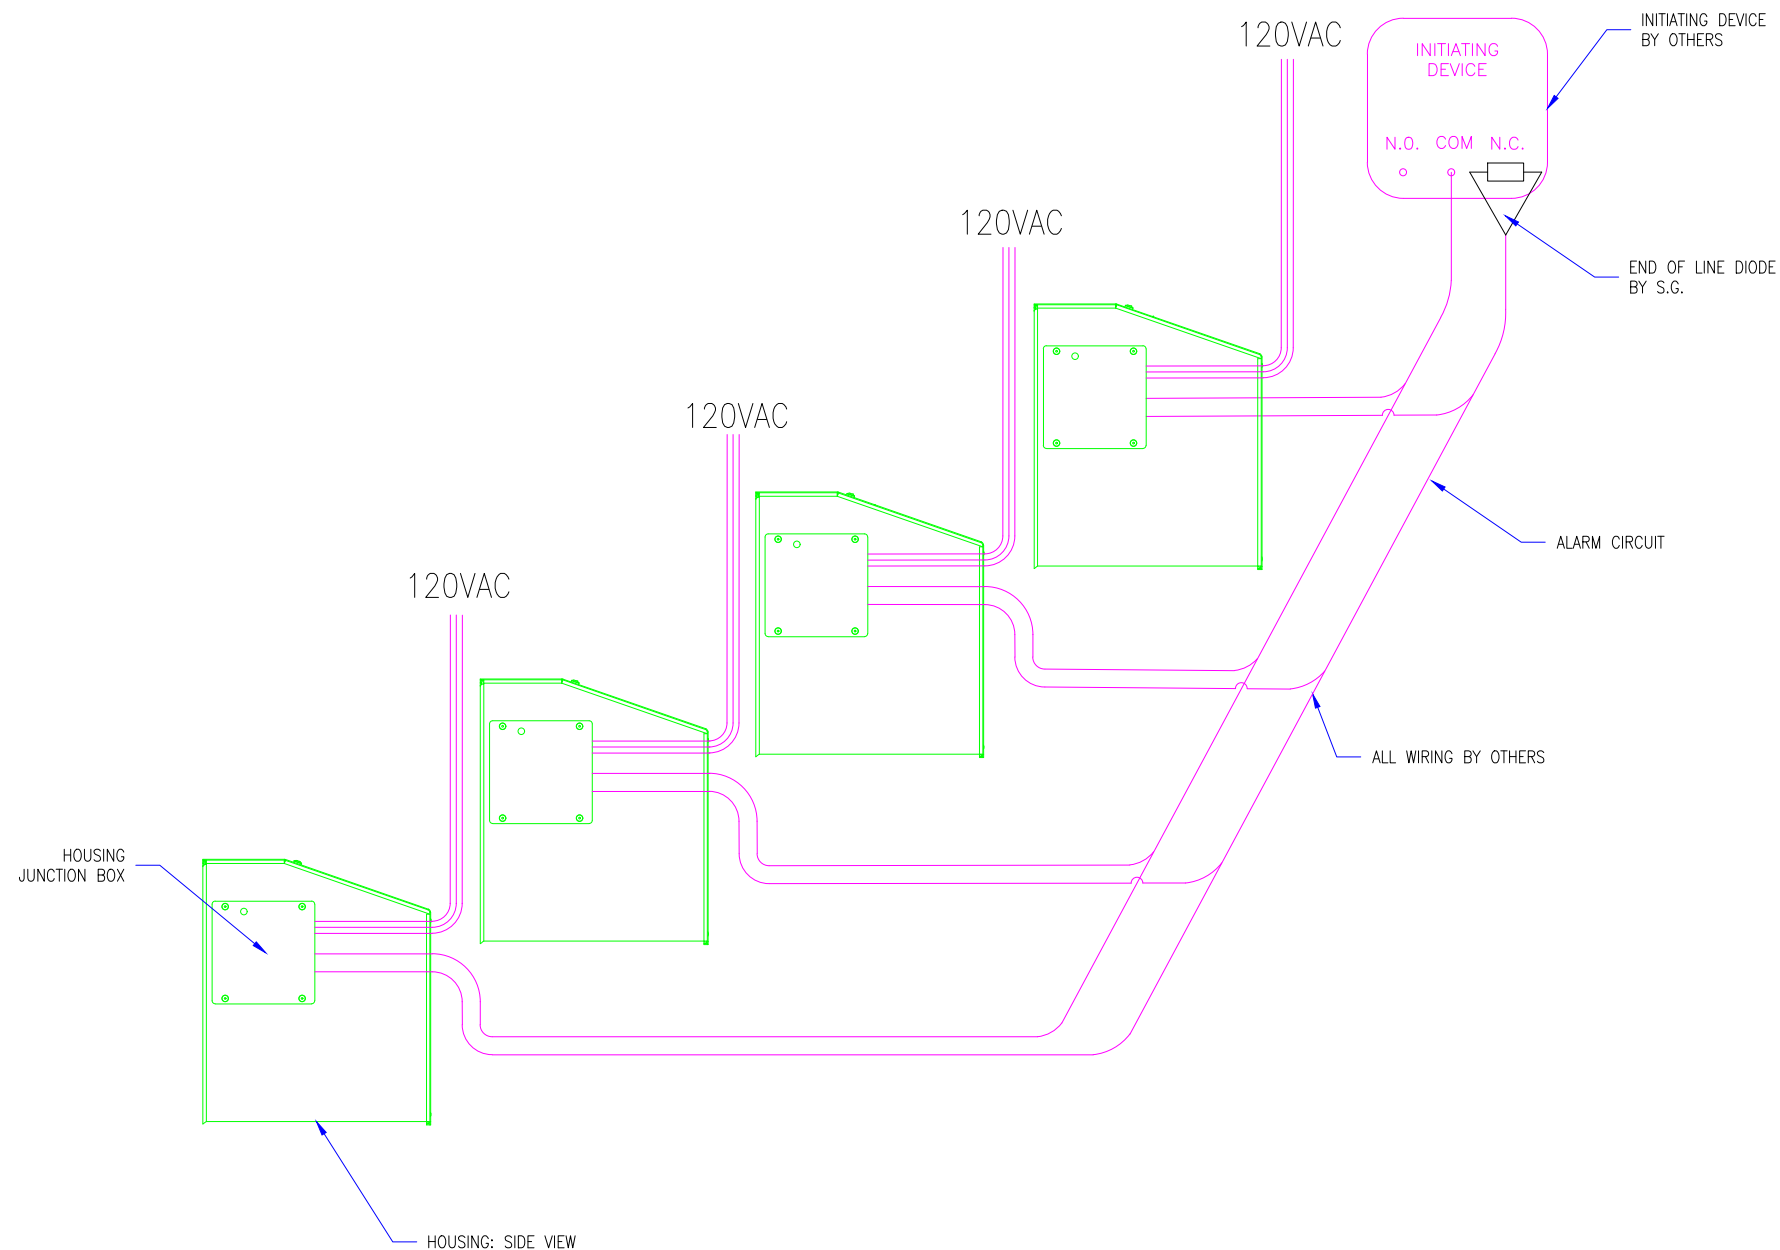 120VAC
INITIATING DEVICE
BY OTHERS
INITIATING
DEVICE
N.O. COM N.C.
120VAC
END OF LINE DIODE
BY S.G.
120VAC
ALARM CIRCUIT
120VAC
ALL WIRING BY OTHERS
HOUSING
JUNCTION BOX
HOUSING: SIDE VIEW